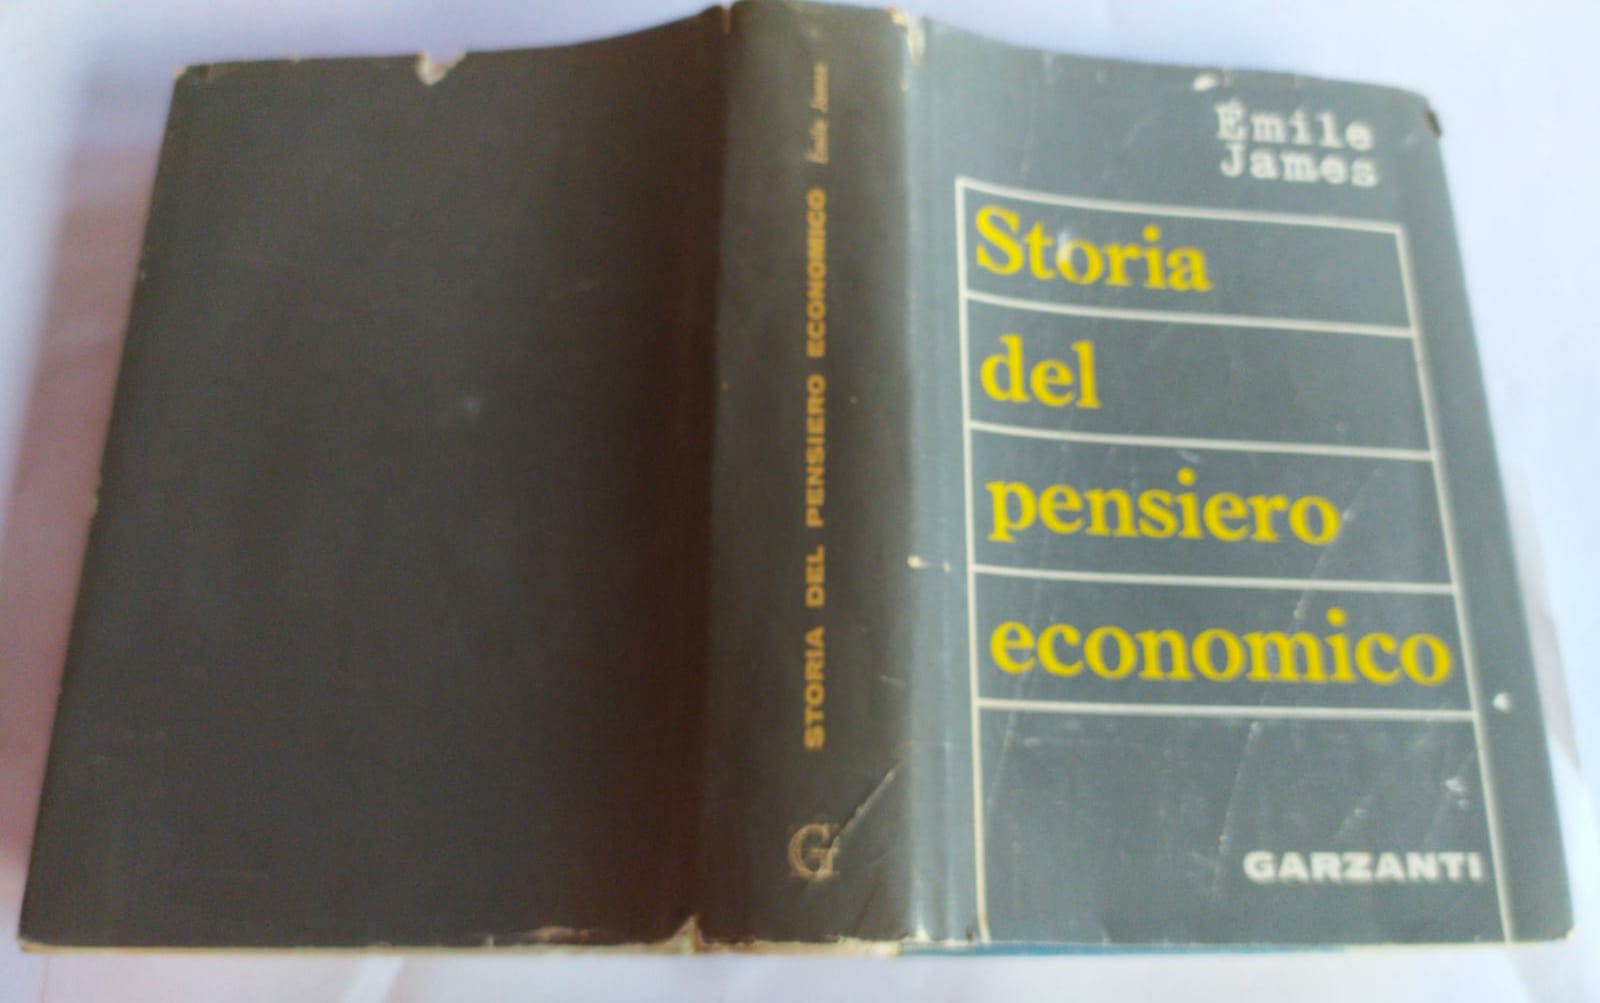 Émile
James
Storia
del
pensiero
economico
GARZANTI
STORIA DEL PENSIERO ECONOMICO Émile James
G